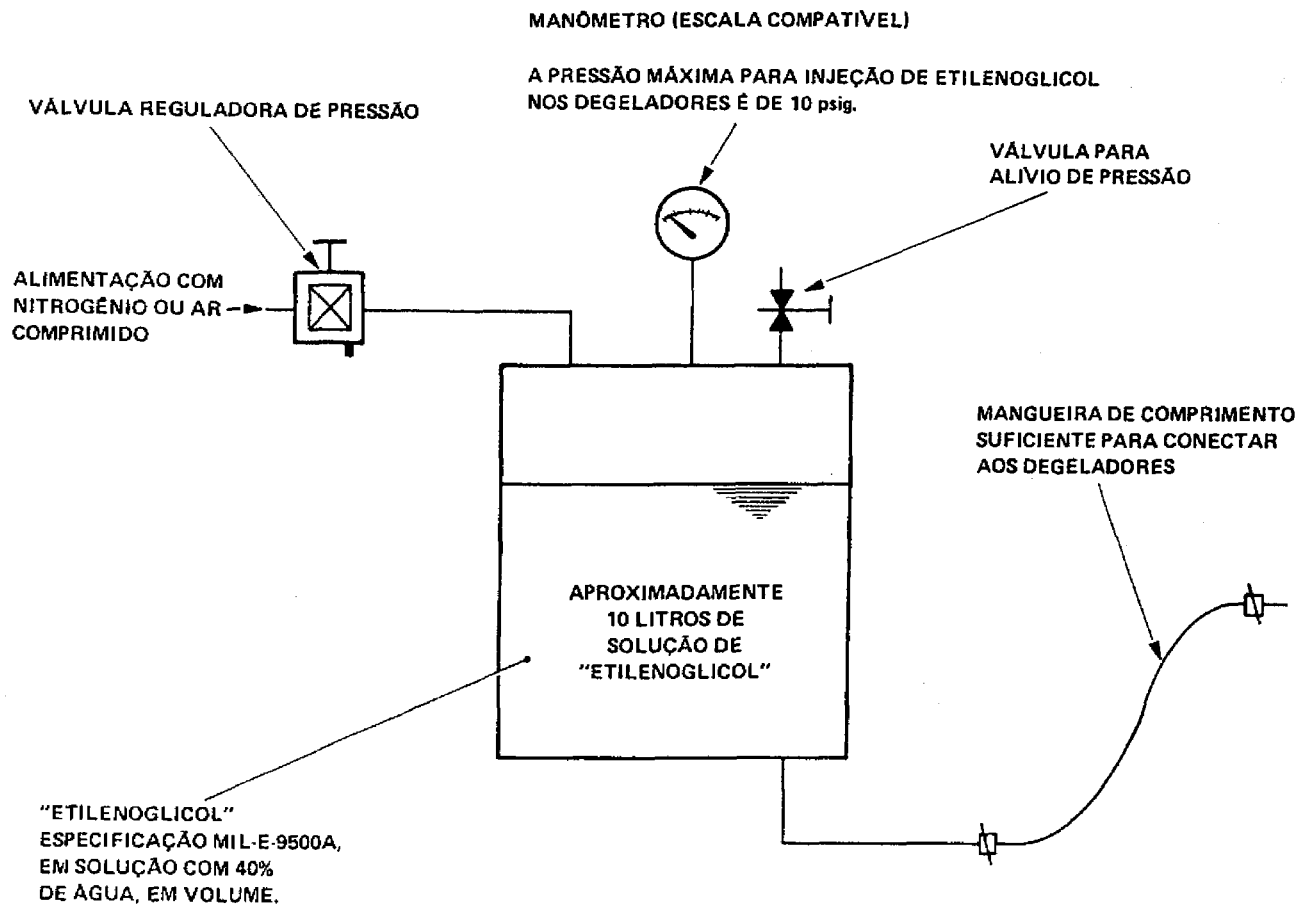 MANÔMETRO (ESCALA COMPATÍVEL)
A PRESSÃO MÁXIMA PARA INJEÇÃO DE ETILENOGLICOL
NOS DEGELADORES É DE 10 psig.
VÁLVULA REGULADORA DE PRESSÃO
VÁLVULA PARA
ALÍVIO DE PRESSÃO
ALIMENTAÇÃO COM
NITROGÊNIO OU AR
COMPRIMIDO
MANGUEIRA DE COMPRIMENTO
SUFICIENTE PARA CONECTAR
AOS DEGELADORES
APROXIMADAMENTE
10 LITROS DE
SOLUÇÃO DE
"ETILENOGLICOL"
"ETILENOGLICOL"
ESPECIFICAÇÃO MIL-E-9500A,
EM SOLUÇÃO COM 40%
DE ÁGUA, EM VOLUME.